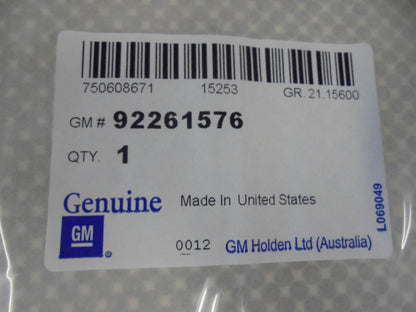 750608671 15253 GR. 21.15600
GM # 92261576
QTY. 1
Genuine Made In United States
GM ®
0012 GM Holden Ltd (Australia)
L069049